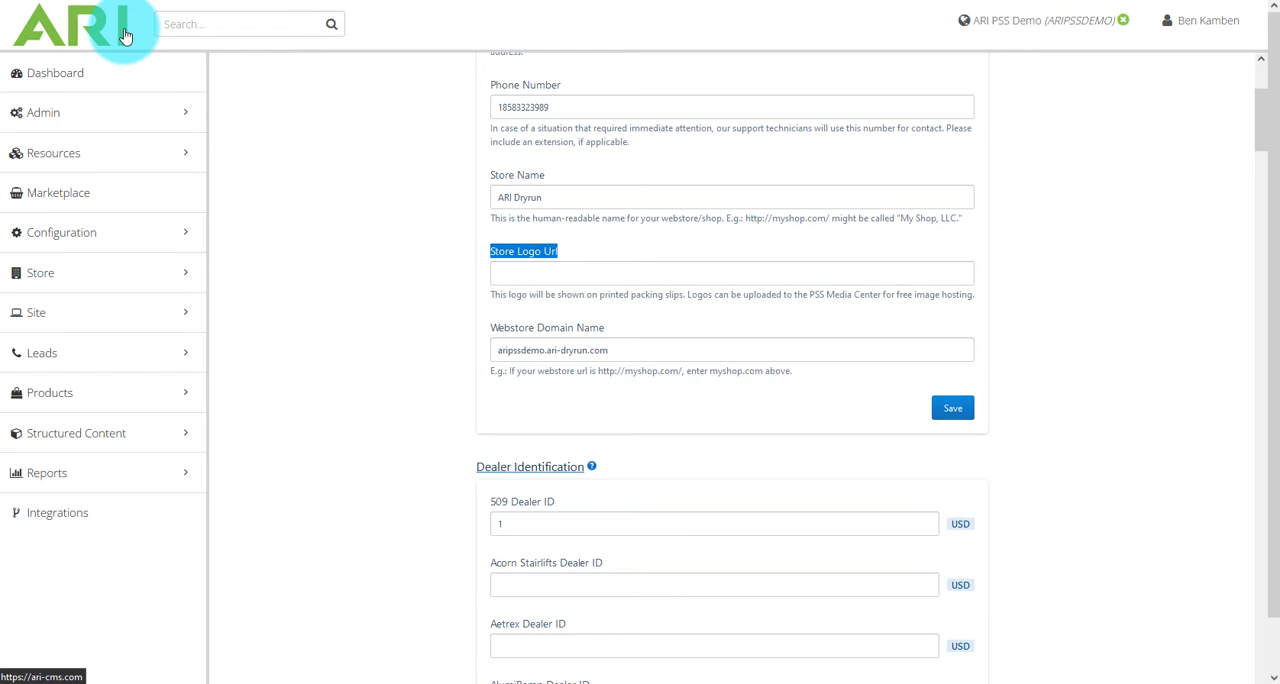 ARI
Search...
ARI PSS Demo (ARIPSSDEMO)
Ben Kamben
Dashboard
Admin
Resources
Marketplace
Configuration
Store
Site
Leads
Products
Structured Content
Reports
Integrations
https://ari-cms.com
address.
Phone Number
18583323989
In case of a situation that required immediate attention, our support technicians will use this number for contact. Please
include an extension, if applicable.
Store Name
ARI Dryrun
This is the human-readable name for your webstore/shop. E.g.: http://myshop.com/ might be called "My Shop, LLC."
Store Logo Url
This logo will be shown on printed packing slips. Logos can be uploaded to the PSS Media Center for free image hosting.
Webstore Domain Name
aripssdemo.ari-dryrun.com
E.g.: If your webstore url is http://myshop.com/, enter myshop.com above.
Save
Dealer Identification
509 Dealer ID
1
USD
Acorn Stairlifts Dealer ID
USD
Aetrex Dealer ID
USD
AlumiRamp Dealer ID